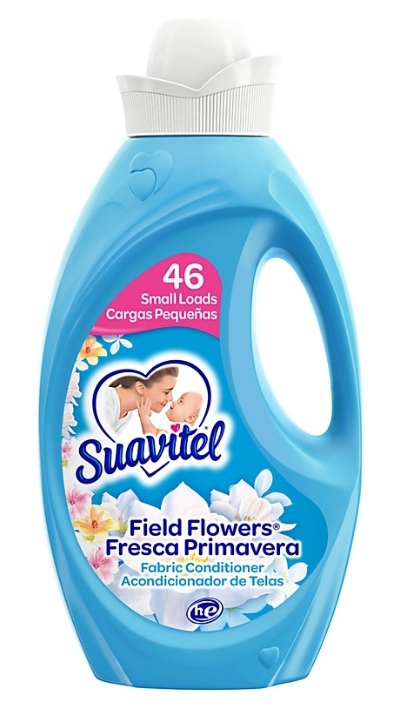 46
Small Loads
Cargas Pequeñas
Suavitel
Field Flowers®
Fresca Primavera
Fabric Conditioner
Acondicionador de Telas
he